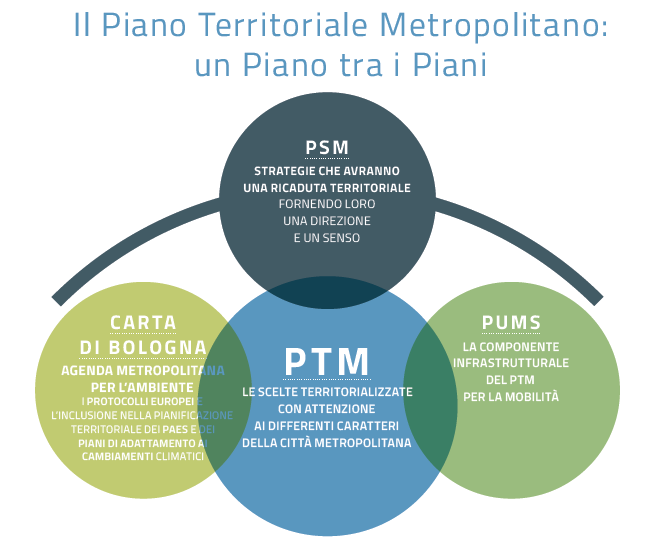 Il Piano Territoriale Metropolitano:
un Piano tra i Piani
PSM
STRATEGIE CHE AVRANNO
UNA RICADUTA TERRITORIALE
FORNENDO LORO
UNA DIREZIONE
E UN SENSO
CARTA
DI BOLOGNA
AGENDA METROPOLITANA
PER L'AMBIENTE
I PROTOCOLLI EUROPEI E
L'INCLUSIONE NELLA PIANIFICAZIONE
TERRITORIALE DEI PAES E DEI
PIANI DI ADATTAMENTO AI
CAMBIAMENTI CLIMATICI
PTM
LE SCELTE TERRITORIALIZZATE
CON ATTENZIONE
AI DIFFERENTI CARATTERI
DELLA CITTÀ METROPOLITANA
PUMS
LA COMPONENTE
INFRASTRUTTURALE
DEL PTM
PER LA MOBILITÀ